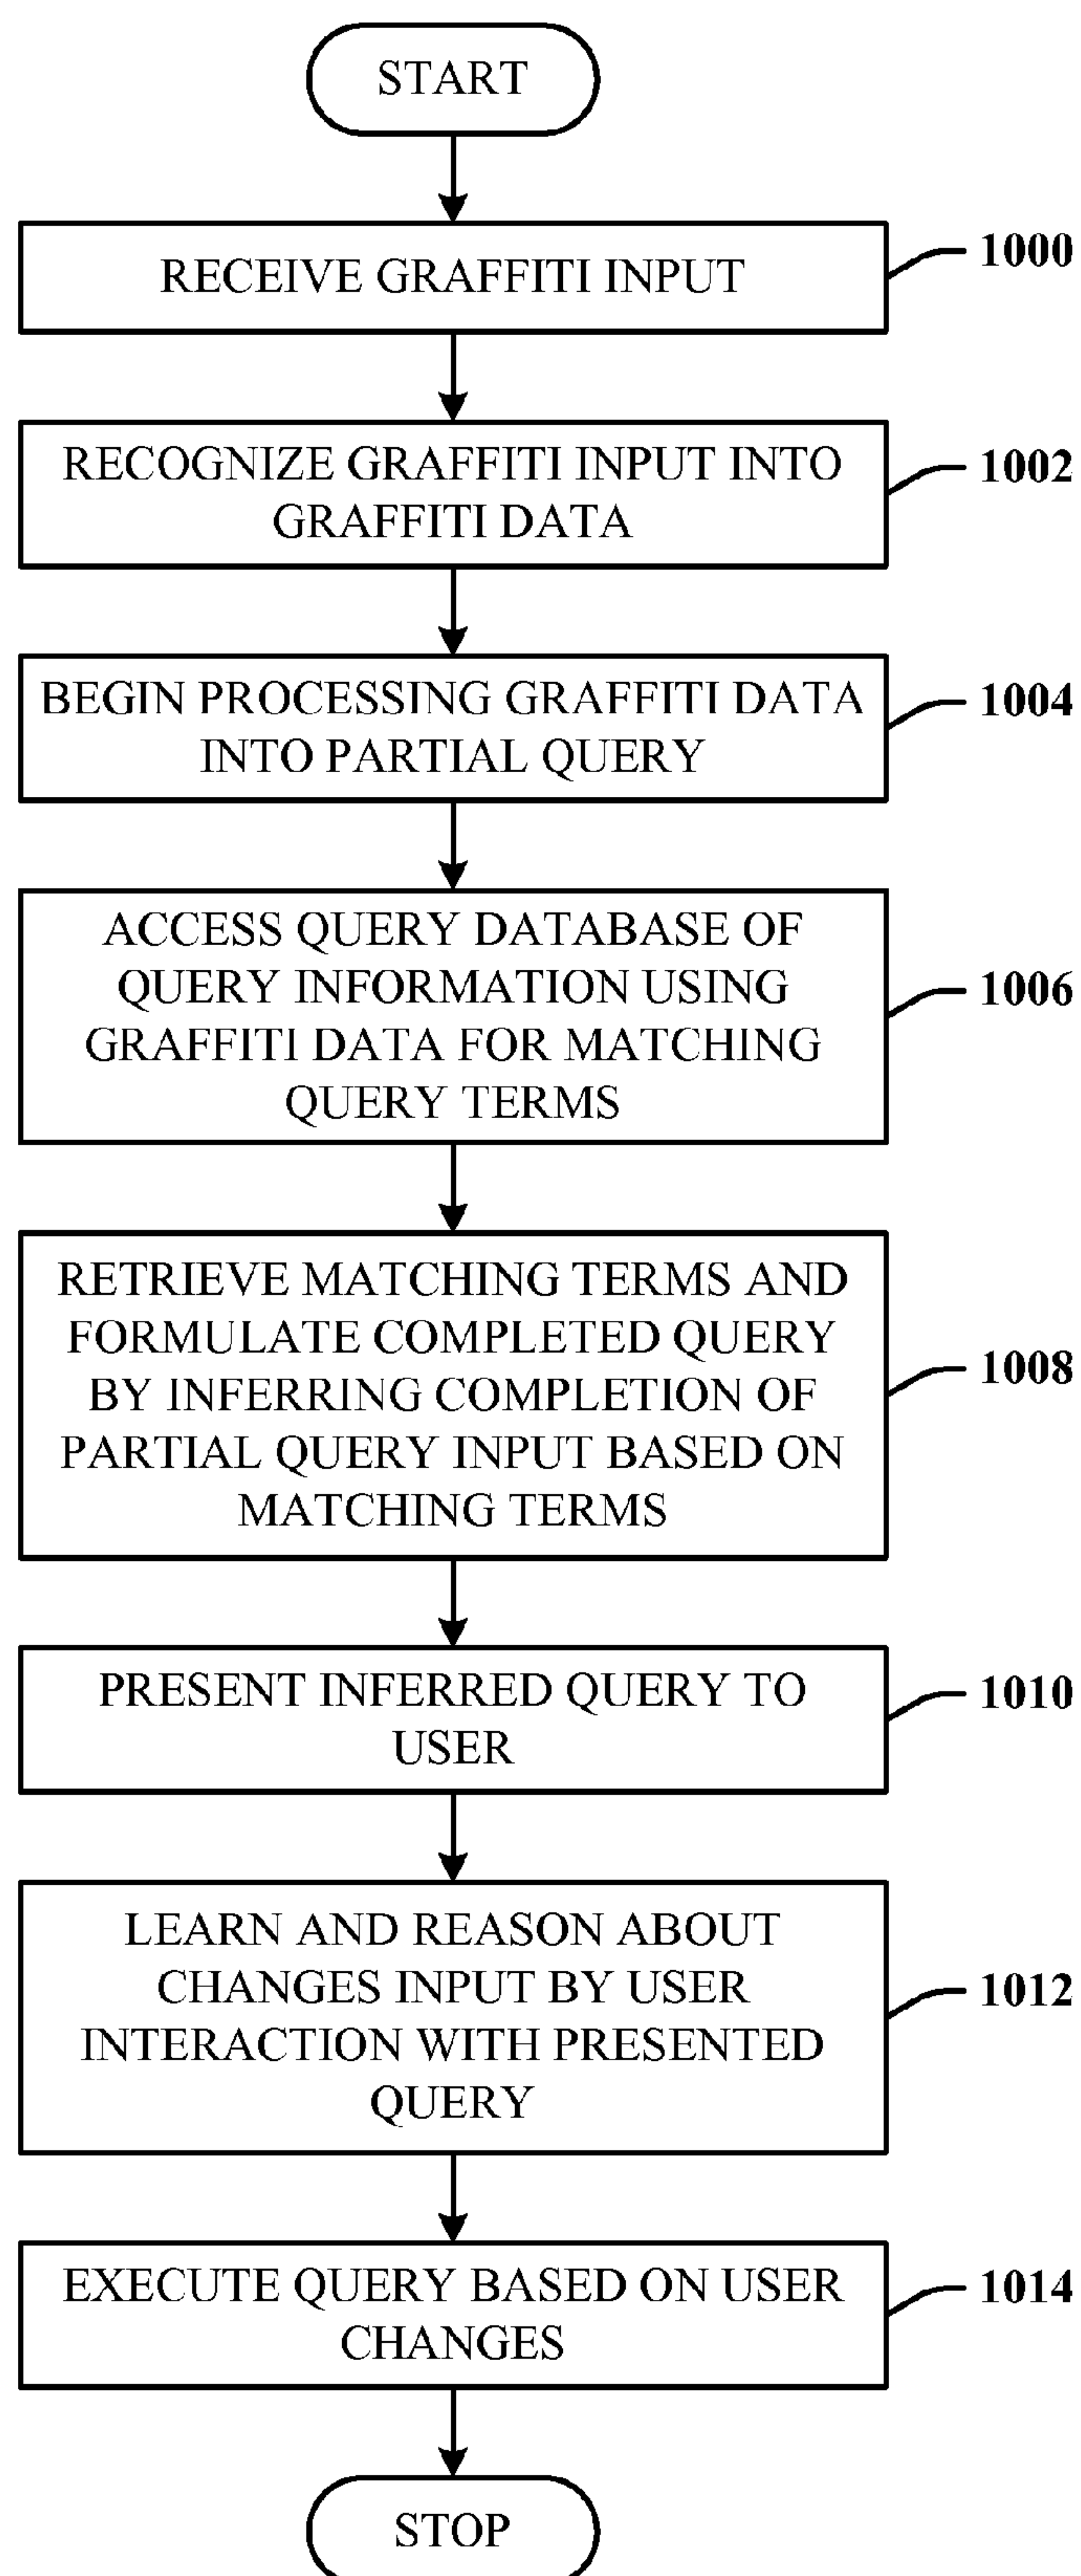 START
RECEIVE GRAFFITI INPUT
1000
RECOGNIZE GRAFFITI INPUT INTO
GRAFFITI DATA
1002
BEGIN PROCESSING GRAFFITI DATA
INTO PARTIAL QUERY
1004
ACCESS QUERY DATABASE OF
QUERY INFORMATION USING
GRAFFITI DATA FOR MATCHING
QUERY TERMS
1006
RETRIEVE MATCHING TERMS AND
FORMULATE COMPLETED QUERY
BY INFERRING COMPLETION OF
PARTIAL QUERY INPUT BASED ON
MATCHING TERMS
1008
PRESENT INFERRED QUERY TO
USER
1010
LEARN AND REASON ABOUT
CHANGES INPUT BY USER
INTERACTION WITH PRESENTED
QUERY
1012
EXECUTE QUERY BASED ON USER
CHANGES
1014
STOP